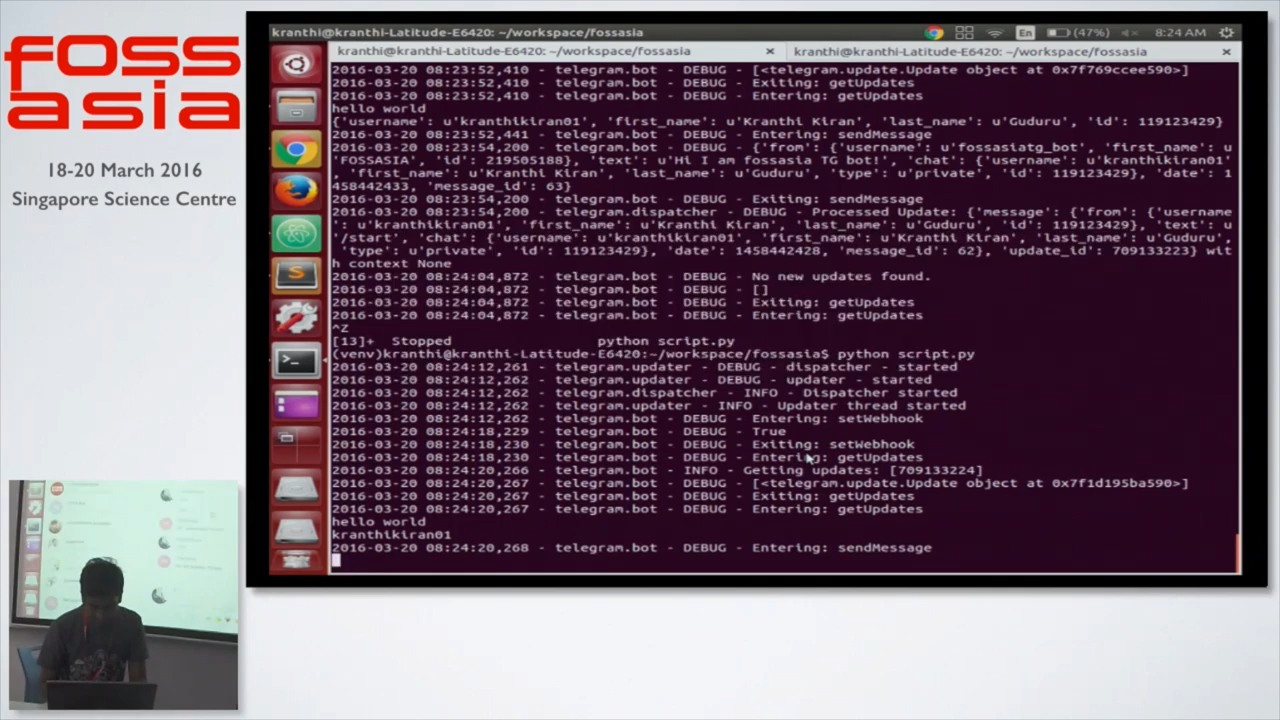 FOSS
asia
18-20 March 2016
Singapore Science Centre
kranthi@kranthi-Latitude-E6420: ~/workspace/fossasia
En
(47%)
8:24 AM
kranthi@kranthi-Latitude-E6420: ~/workspace/fossasia ×
kranthi@kranthi-Latitude-E6420: ~/workspace/fossasia ×
2016-03-20 08:23:52,410 - telegram.bot - DEBUG - [<telegram.update.Update object at 0x7f769ccee590>]
2016-03-20 08:23:52,410 - telegram.bot - DEBUG - Exiting: getUpdates
2016-03-20 08:23:52,410 - telegram.bot - DEBUG - Entering: getUpdates
hello world
{'username': u'kranthikiran01', 'first_name': u'Kranthi Kiran', 'last_name': u'Guduru', 'id': 119123429}
2016-03-20 08:23:52,441 - telegram.bot - DEBUG - Entering: sendMessage
2016-03-20 08:23:54,200 - telegram.bot - DEBUG - {'from': {'username': u'fossasiatg_bot', 'first_name': u
'FOSSASIA', 'id': 219505188}, 'text': u'Hi I am fossasia TG bot!', 'chat': {'username': u'kranthikiran01'
, 'first_name': u'Kranthi Kiran', 'last_name': u'Guduru', 'type': u'private', 'id': 119123429}, 'date': 1
458442433, 'message_id': 63}
2016-03-20 08:23:54,200 - telegram.bot - DEBUG - Exiting: sendMessage
2016-03-20 08:23:54,200 - telegram.dispatcher - DEBUG - Processed Update: {'message': {'from': {'username
': u'kranthikiran01', 'first_name': u'Kranthi Kiran', 'last_name': u'Guduru', 'id': 119123429}, 'text': u
'/start', 'chat': {'username': u'kranthikiran01', 'first_name': u'Kranthi Kiran', 'last_name': u'Guduru',
'type': u'private', 'id': 119123429}, 'date': 1458442428, 'message_id': 62}, 'update_id': 709133223} wit
h context None
2016-03-20 08:24:04,872 - telegram.bot - DEBUG - No new updates found.
2016-03-20 08:24:04,872 - telegram.bot - DEBUG - []
2016-03-20 08:24:04,872 - telegram.bot - DEBUG - Exiting: getUpdates
2016-03-20 08:24:04,872 - telegram.bot - DEBUG - Entering: getUpdates
^Z
[13]+  Stopped                 python script.py
(venv)kranthi@kranthi-Latitude-E6420:~/workspace/fossasia$ python script.py
2016-03-20 08:24:12,261 - telegram.updater - DEBUG - dispatcher - started
2016-03-20 08:24:12,262 - telegram.updater - DEBUG - updater - started
2016-03-20 08:24:12,262 - telegram.dispatcher - INFO - Dispatcher started
2016-03-20 08:24:12,262 - telegram.updater - INFO - Updater thread started
2016-03-20 08:24:12,262 - telegram.bot - DEBUG - Entering: setWebhook
2016-03-20 08:24:18,229 - telegram.bot - DEBUG - True
2016-03-20 08:24:18,230 - telegram.bot - DEBUG - Exiting: setWebhook
2016-03-20 08:24:18,230 - telegram.bot - DEBUG - Entering: getUpdates
2016-03-20 08:24:20,266 - telegram.bot - INFO - Getting updates: [709133224]
2016-03-20 08:24:20,267 - telegram.bot - DEBUG - [<telegram.update.Update object at 0x7f1d195ba590>]
2016-03-20 08:24:20,267 - telegram.bot - DEBUG - Exiting: getUpdates
2016-03-20 08:24:20,267 - telegram.bot - DEBUG - Entering: getUpdates
hello world
kranthikiran01
2016-03-20 08:24:20,268 - telegram.bot - DEBUG - Entering: sendMessage